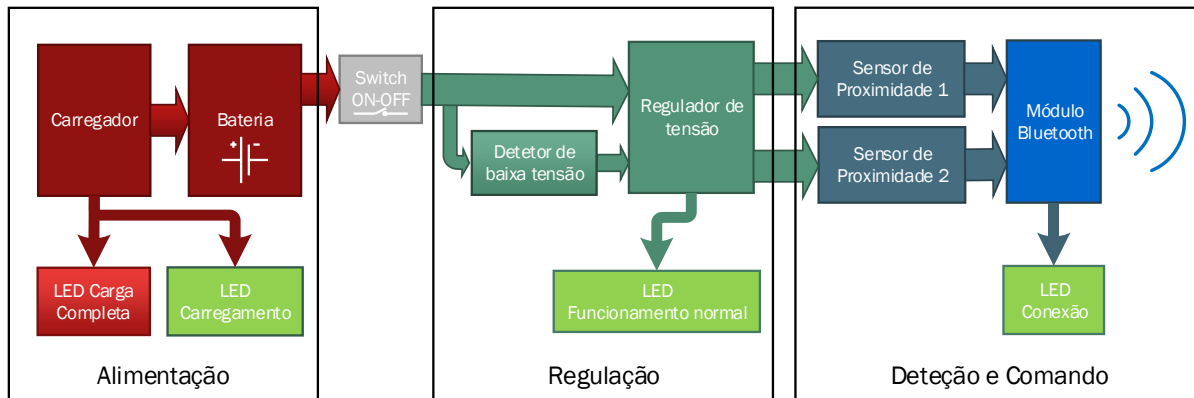 Carregador
Bateria
+ -
Switch
ON-OFF
Detetor de
baixa tensão
Regulador de
tensão
Sensor de
Proximidade 1
Sensor de
Proximidade 2
Módulo
Bluetooth
LED Carga
Completa
LED
Carregamento
LED
Funcionamento normal
LED
Conexão
Alimentação
Regulação
Deteção e Comando